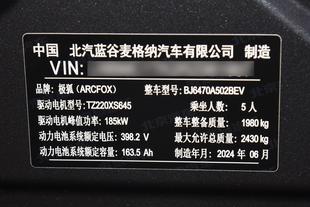 中国 北汽蓝谷麦格纳汽车有限公司 制造
VIN:
品牌: 极狐 (ARCFOX) 整车型号: BJ6470A502BEV
驱动电机型号: TZ220XS645 乘坐人数: 5 人
驱动电机峰值功率: 185kW 整车整备质量: 1980 kg
动力电池系统额定电压: 398.2 V 最大允许总质量: 2430 kg
动力电池系统额定容量: 163.5 Ah 制造年月: 2024 年 06 月